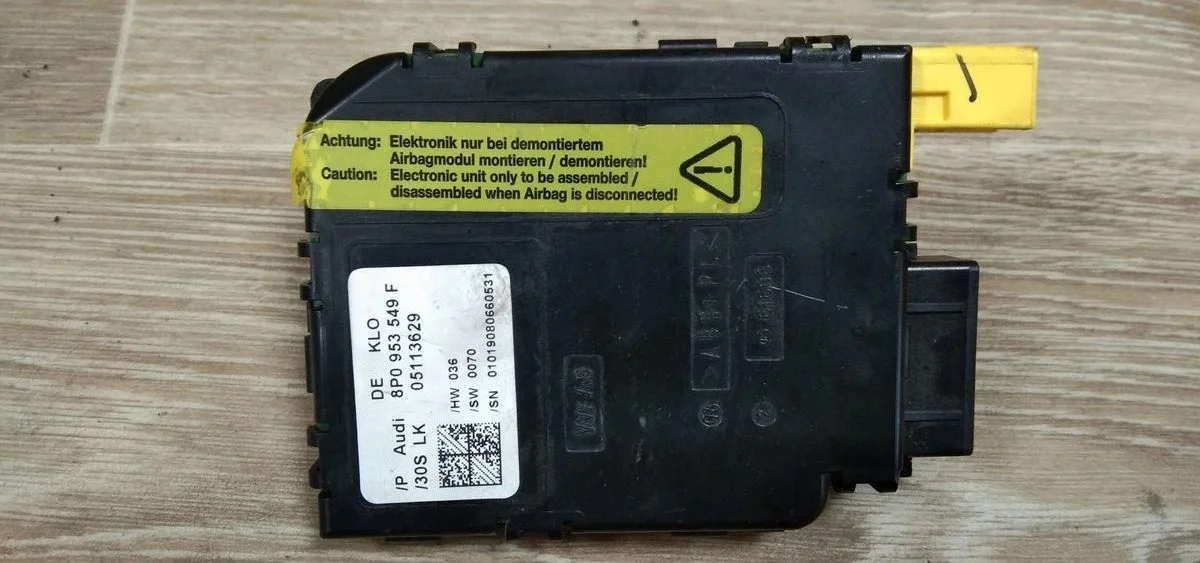 Achtung: Elektronik nur bei demontiertem
Airbagmodul montieren / demontieren!
Caution: Electronic unit only to be assembled /
disassembled when Airbag is disconnected!
DE KLO
/P Audi 8P0 953 549 F
/30S LK 05113629
/HW 036
/SW 0070
/SN 01019080660531